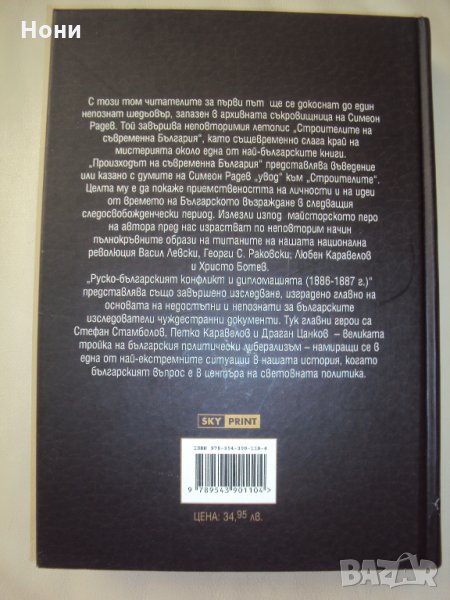 Нони
С този том читателите за първи път ще се докоснат до един
непознат шедьовър, запазен в архивната съкровищница на Симеон
Радев. Той завършва неповторимия летопис „Строителите на
съвременна България“, като същевременно слага край на
мистерията около една от най-българските книги.
„Произходът на съвременна България“ представлява въведение
или казано с думите на Симеон Радев „увод“ към „Строителите“.
Целта му е да покаже приемствеността на личности и на идеи
от времето на Българското възраждане в следващия
следосвобожденчески период. Излезли изпод майсторското перо
на автора пред нас израстват по неповторим начин
пълнокръвните образи на титаните на нашата национална
революция Васил Левски, Георги С. Раковски, Любен Каравелов
и Христо Ботев.
„Руско-българският конфликт и дипломацията (1886-1887 г.)“
представлява също завършено изследване, изградено главно на
основата на недостъпни и непознати за българските
изследователи чуждестранни документи. Тук главни герои са
Стефан Стамболов, Петко Каравелов и Драган Цанков – великата
тройка на българския политически либерализъм – намиращи се в
една от най-екстремните ситуации в нашата история, когато
българският въпрос е в центъра на световната политика.
SKY PRINT
9 789543 901104
ЦЕНА: 34,95 лв.
bazar